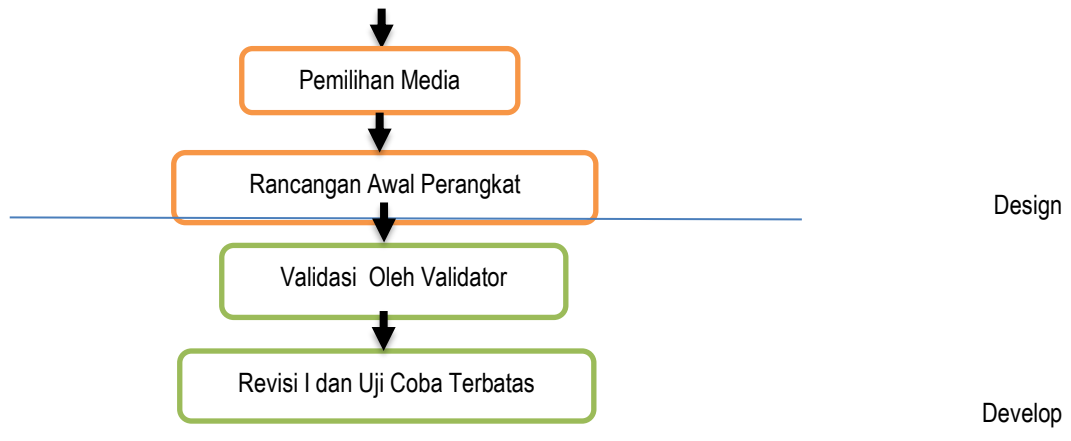 Pemilihan Media
Rancangan Awal Perangkat
Design
Validasi Oleh Validator
Revisi I dan Uji Coba Terbatas
Develop